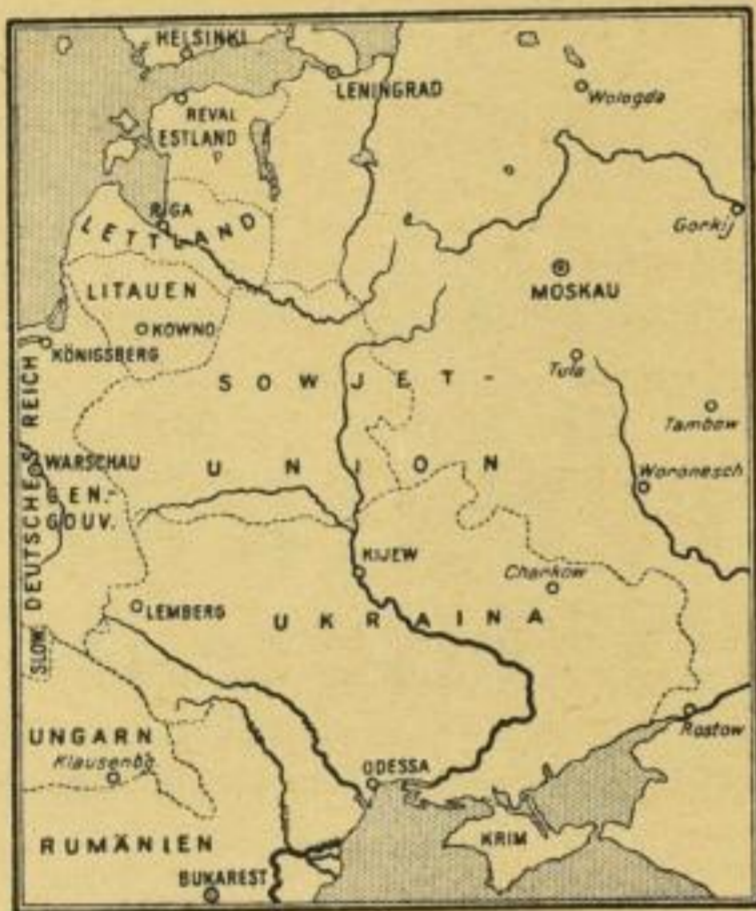 HELSINKI
LENINGRAD
Wologda
REVAL
ESTLAND
RIGA
Gorkij
LETTLAND
MOSKAU
LITAUEN
KOWNO
KÖNIGSBERG
Tula
SOWJET-
Tambow
DEUTSCHES REICH
WARSCHAU
UNION
Woronesch
GEN.-
GOUV.
KIJEW
Charkow
LEMBERG
UKRAINA
SLOW.
UNGARN
Klausenbg
Rostow
ODESSA
RUMÄNIEN
KRIM
BUKAREST